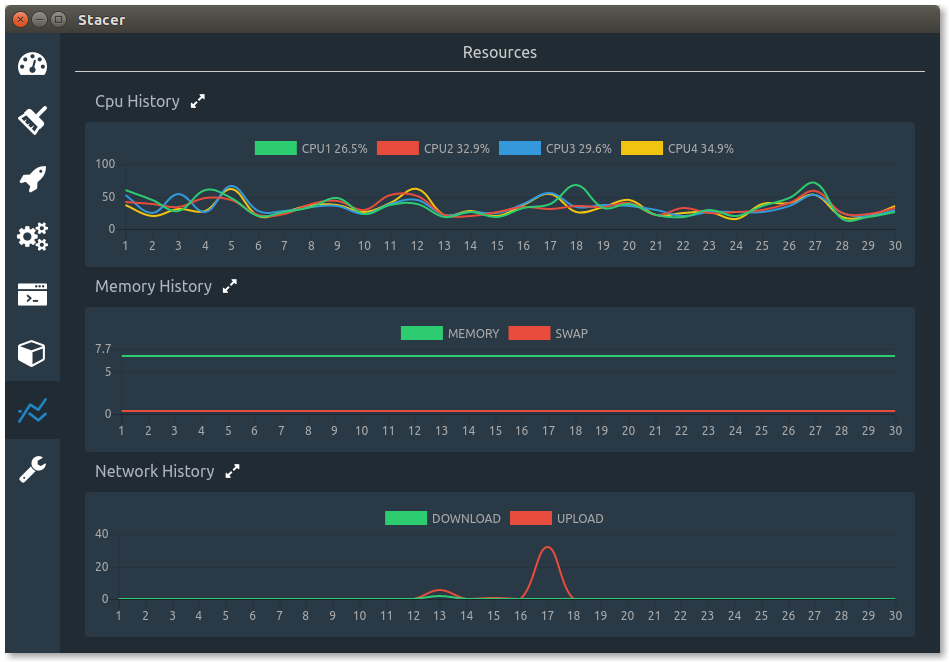 Stacer
Resources
Cpu History
CPU1 26.5% CPU2 32.9% CPU3 29.6% CPU4 34.9%
100
50
0
1 2 3 4 5 6 7 8 9 10 11 12 13 14 15 16 17 18 19 20 21 22 23 24 25 26 27 28 29 30
Memory History
MEMORY SWAP
7.7
5
0
1 2 3 4 5 6 7 8 9 10 11 12 13 14 15 16 17 18 19 20 21 22 23 24 25 26 27 28 29 30
Network History
DOWNLOAD UPLOAD
40
20
0
1 2 3 4 5 6 7 8 9 10 11 12 13 14 15 16 17 18 19 20 21 22 23 24 25 26 27 28 29 30